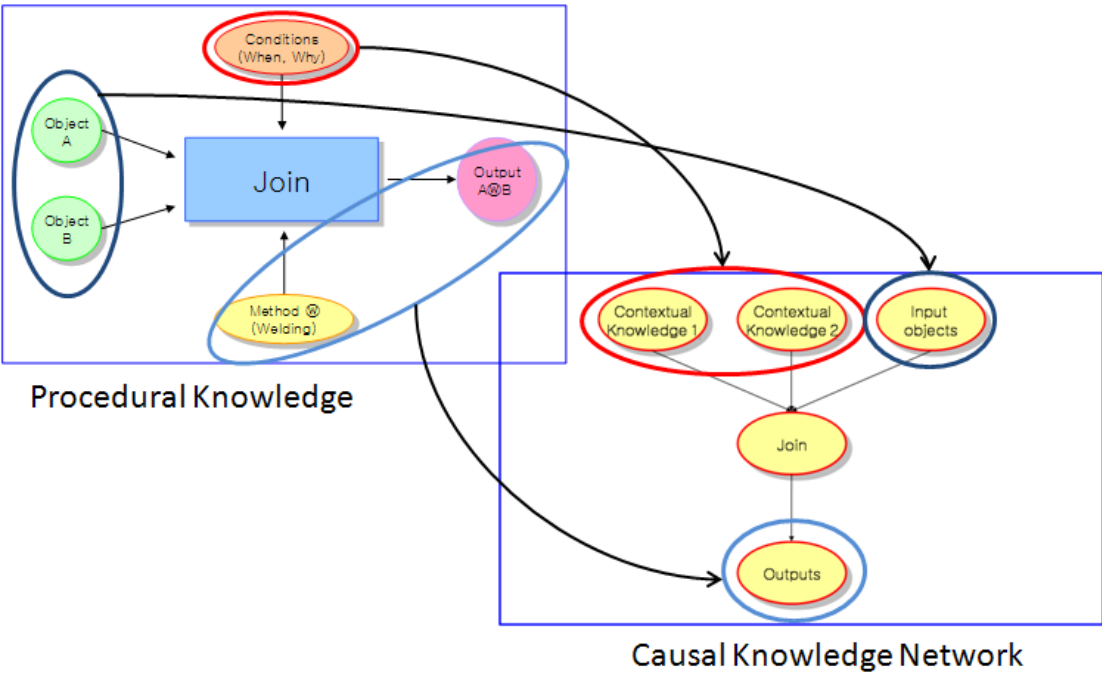 Conditions
(When, Why)
Object
A
Join
Output
AⓦB
Object
B
Method ⓦ
(Welding)
Procedural Knowledge
Contextual
Knowledge 1
Contextual
Knowledge 2
Input
objects
Join
Outputs
Causal Knowledge Network